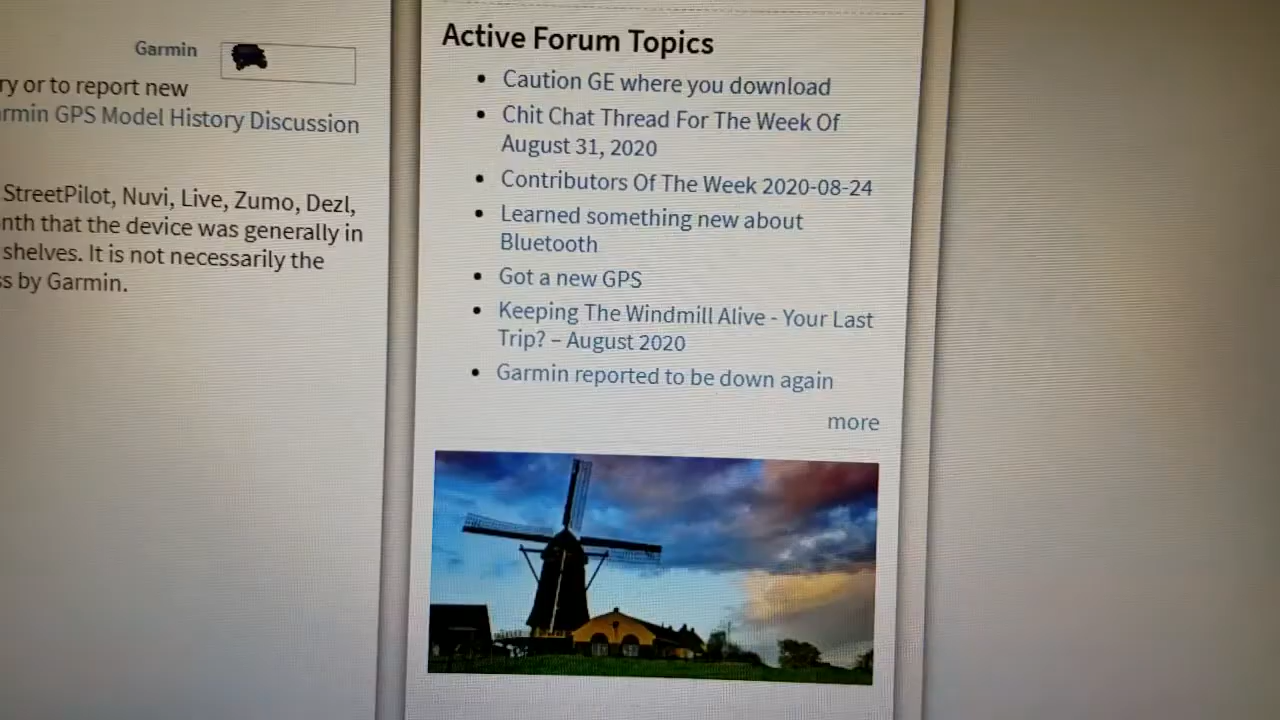 Garmin
ry or to report new
rmin GPS Model History Discussion
StreetPilot, Nuvi, Live, Zumo, Dezl,
nth that the device was generally in
shelves. It is not necessarily the
s by Garmin.
Active Forum Topics
Caution GE where you download
Chit Chat Thread For The Week Of
August 31, 2020
Contributors Of The Week 2020-08-24
Learned something new about
Bluetooth
Got a new GPS
Keeping The Windmill Alive - Your Last
Trip? – August 2020
Garmin reported to be down again
more